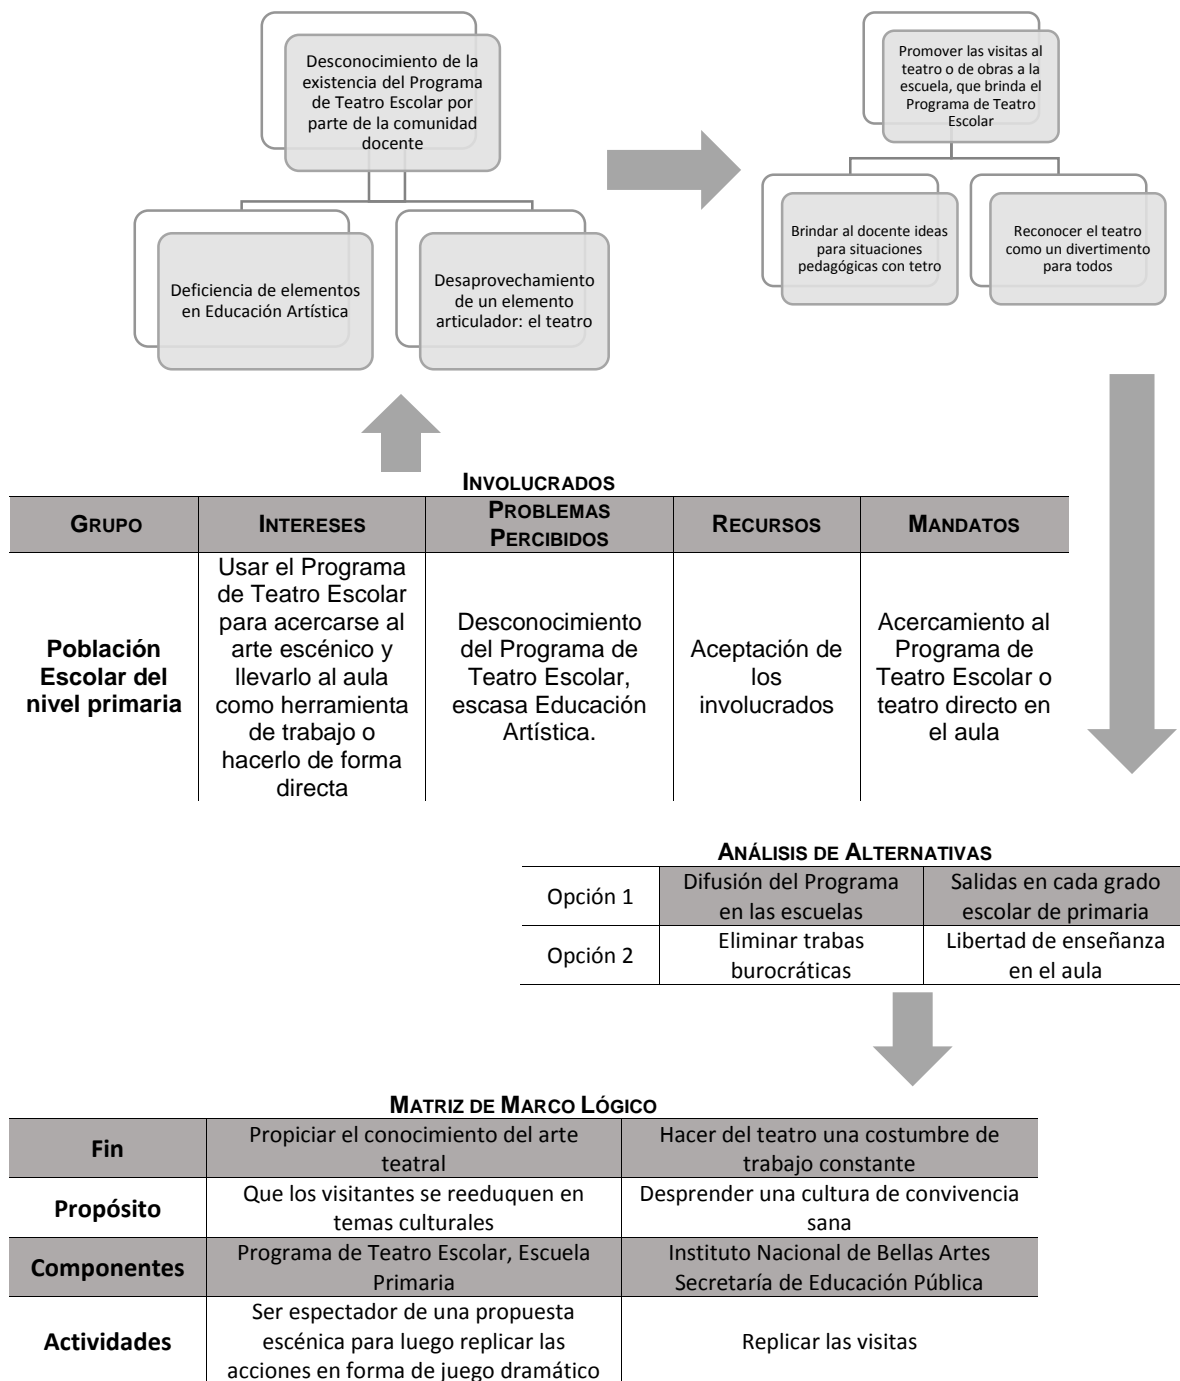 Desconocimiento de la
existencia del Programa
de Teatro Escolar por
parte de la comunidad
docente
Deficiencia de elementos
en Educación Artística
Desaprovechamiento
de un elemento
articulador: el teatro
Promover las visitas al
teatro o de obras a la
escuela, que brinda el
Programa de Teatro
Escolar
Brindar al docente ideas
para situaciones
pedagógicas con tetro
Reconocer el teatro
como un divertimento
para todos
INVOLUCRADOS
GRUPO
INTERESES
PROBLEMAS
PERCIBIDOS
RECURSOS
MANDATOS
Población
Escolar del
nivel primaria
Usar el Programa
de Teatro Escolar
para acercarse al
arte escénico y
llevarlo al aula
como herramienta
de trabajo o
hacerlo de forma
directa
Desconocimiento
del Programa de
Teatro Escolar,
escasa Educación
Artística.
Aceptación de
los
involucrados
Acercamiento al
Programa de
Teatro Escolar o
teatro directo en
el aula
ANÁLISIS DE ALTERNATIVAS
Opción 1
Difusión del Programa
en las escuelas
Salidas en cada grado
escolar de primaria
Opción 2
Eliminar trabas
burocráticas
Libertad de enseñanza
en el aula
MATRIZ DE MARCO LÓGICO
Fin
Propiciar el conocimiento del arte
teatral
Hacer del teatro una costumbre de
trabajo constante
Propósito
Que los visitantes se reeduquen en
temas culturales
Desprender una cultura de convivencia
sana
Componentes
Programa de Teatro Escolar, Escuela
Primaria
Instituto Nacional de Bellas Artes
Secretaría de Educación Pública
Actividades
Ser espectador de una propuesta
escénica para luego replicar las
acciones en forma de juego dramático
Replicar las visitas